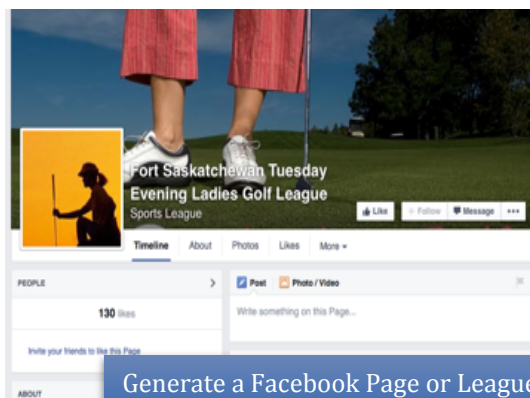 Fort Saskatchewan Tuesday
Evening Ladies Golf League
Sports League
Like
+ Follow
Message
•••
Timeline
About
Photos
Likes
More
PEOPLE
>
Post
Photo / Video
130 likes
Write something on this Page...
Invite your friends to like this Page
ABOUT
Generate a Facebook Page or League